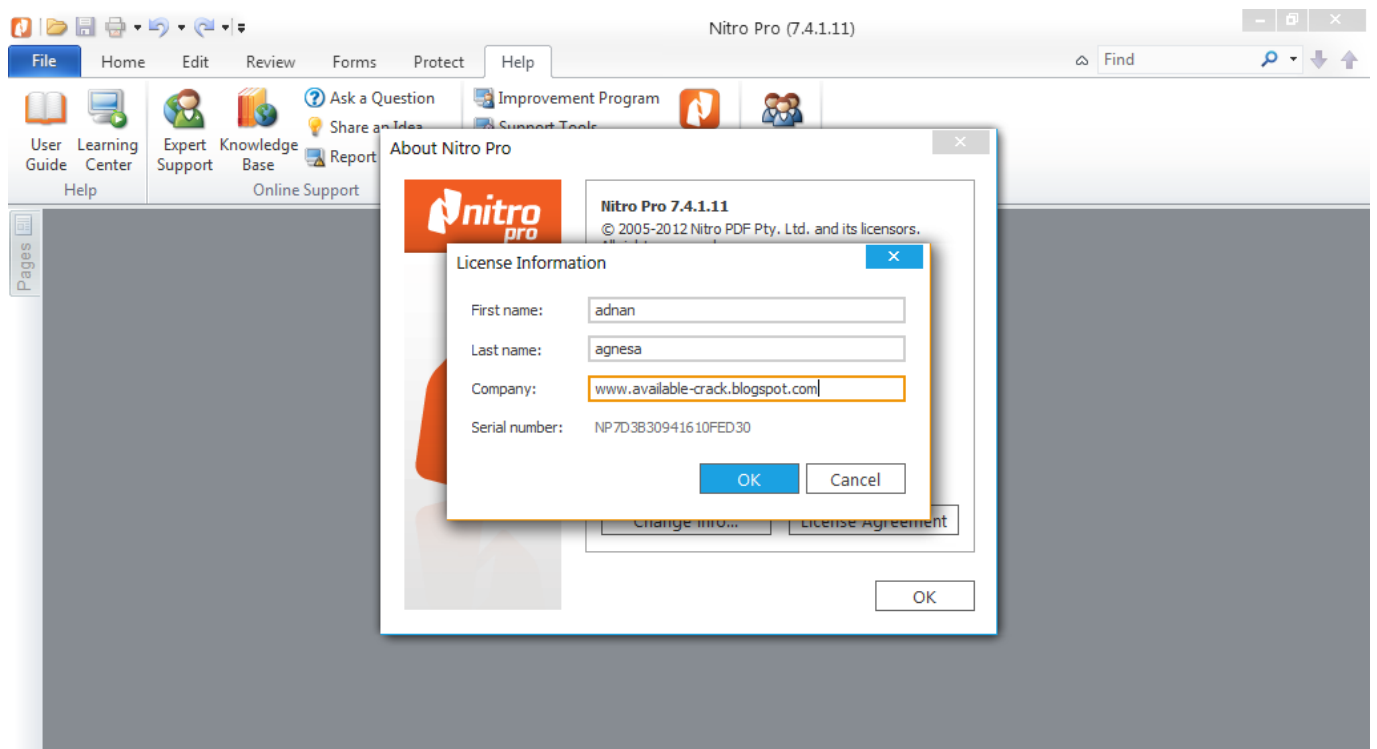 Nitro Pro (7.4.1.11)
File Home Edit Review Forms Protect Help Find
Ask a Question Improvement Program
Share an Idea Support Tools
User Guide Learning Center Expert Support Knowledge Base Report
Help Online Support
Pages
About Nitro Pro
nitro
pro
Nitro Pro 7.4.1.11
© 2005-2012 Nitro PDF Pty. Ltd. and its licensors.
License Information
First name: adnan
Last name: agnesa
Company: www.available-crack.blogspot.com
Serial number: NP7D3B30941610FED30
OK Cancel
Change Info... License Agreement
OK